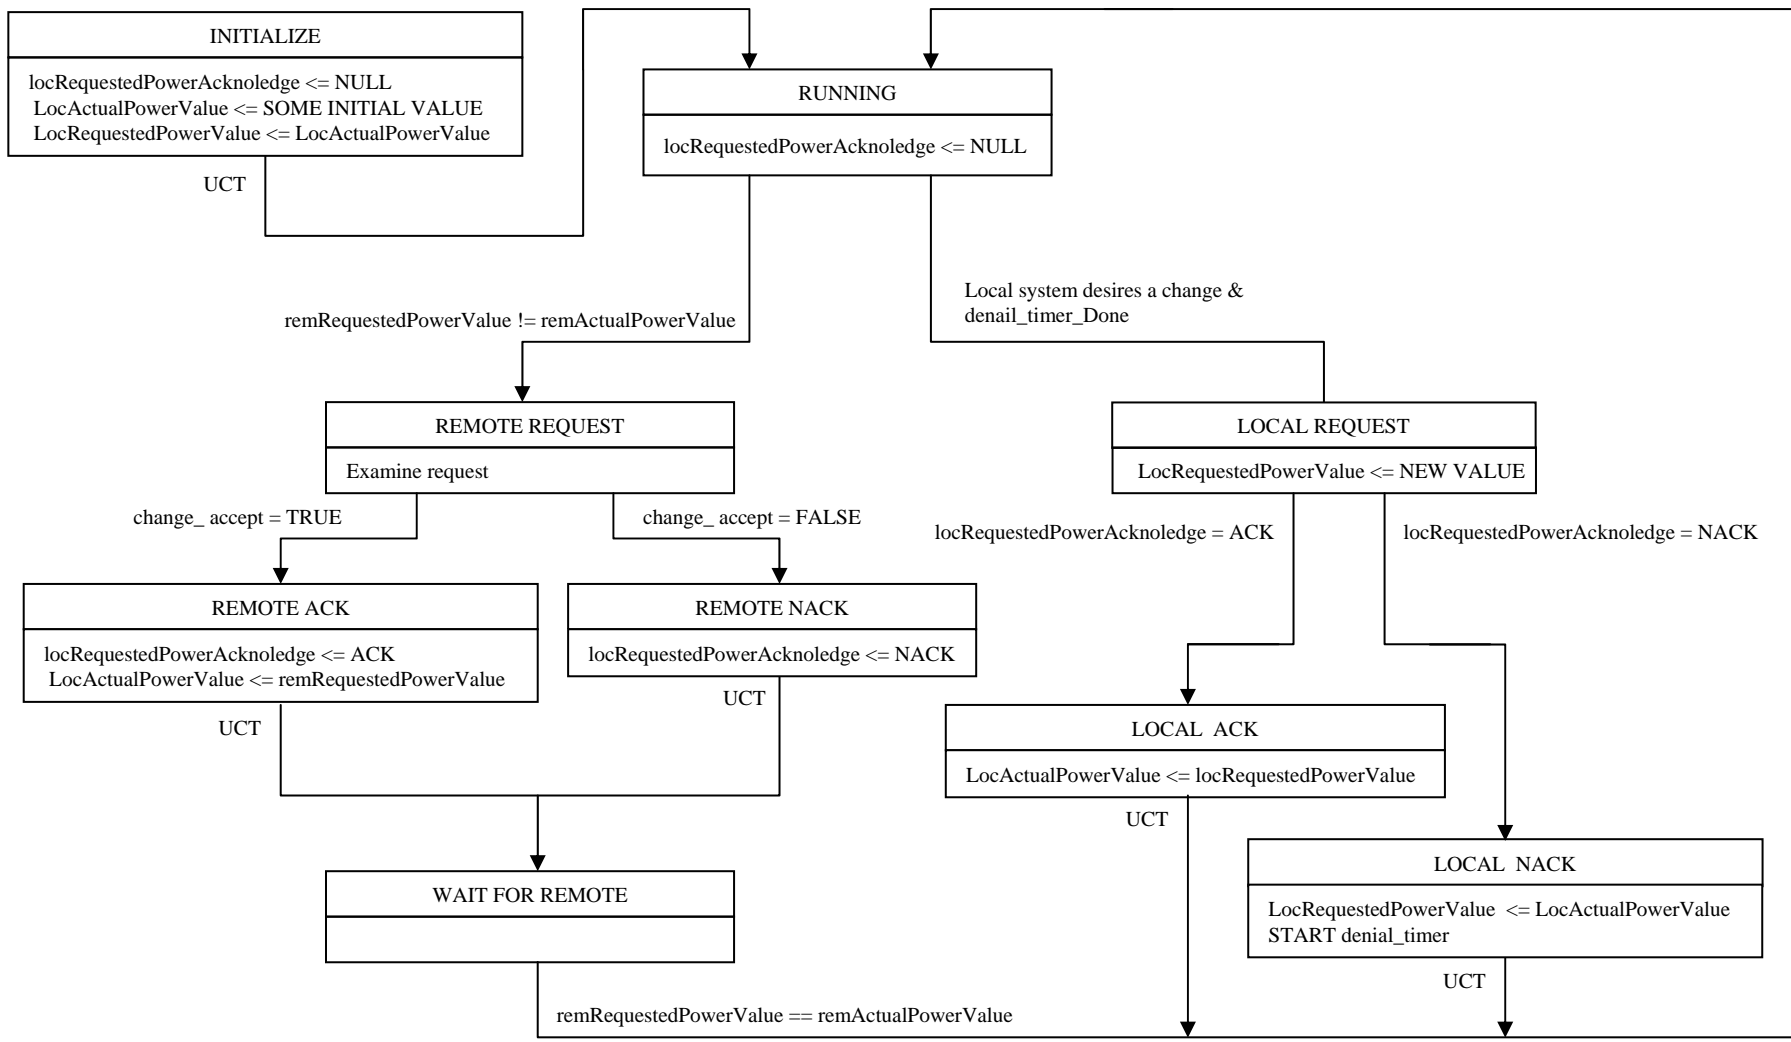 INITIALIZE
locRequestedPowerAcknoledge <= NULL
LocActualPowerValue <= SOME INITIAL VALUE
LocRequestedPowerValue <= LocActualPowerValue
UCT
RUNNING
locRequestedPowerAcknoledge <= NULL
remRequestedPowerValue != remActualPowerValue
Local system desires a change &
denail_timer_Done
REMOTE REQUEST
Examine request
LOCAL REQUEST
LocRequestedPowerValue <= NEW VALUE
change_ accept = TRUE
change_ accept = FALSE
locRequestedPowerAcknoledge = ACK
locRequestedPowerAcknoledge = NACK
REMOTE ACK
locRequestedPowerAcknoledge <= ACK
LocActualPowerValue <= remRequestedPowerValue
UCT
REMOTE NACK
locRequestedPowerAcknoledge <= NACK
UCT
LOCAL ACK
LocActualPowerValue <= locRequestedPowerValue
UCT
LOCAL NACK
LocRequestedPowerValue <= LocActualPowerValue
START denial_timer
UCT
WAIT FOR REMOTE
remRequestedPowerValue == remActualPowerValue